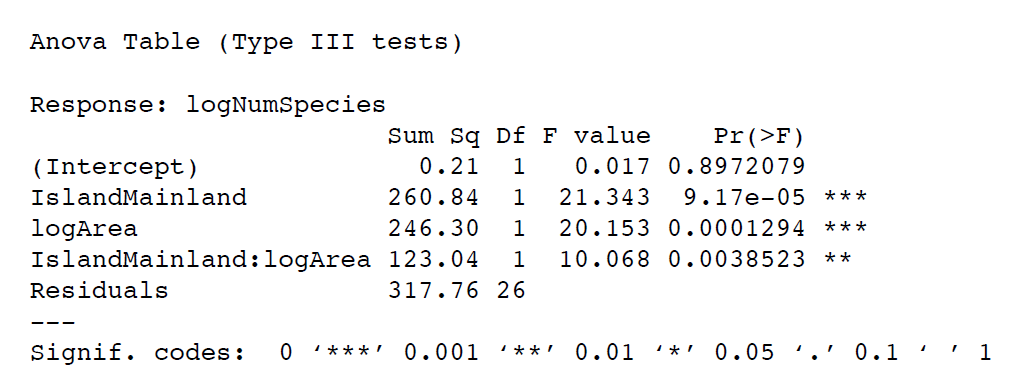 Anova Table (Type III tests)
Response: logNumSpecies
Sum Sq Df F value Pr(>F)
(Intercept) 0.21 1 0.017 0.8972079
IslandMainland 260.84 1 21.343 9.17e-05 ***
logArea 246.30 1 20.153 0.0001294 ***
IslandMainland:logArea 123.04 1 10.068 0.0038523 **
Residuals 317.76 26
---
Signif. codes: 0 ‘***’ 0.001 ‘**’ 0.01 ‘*’ 0.05 ‘.’ 0.1 ‘ ’ 1